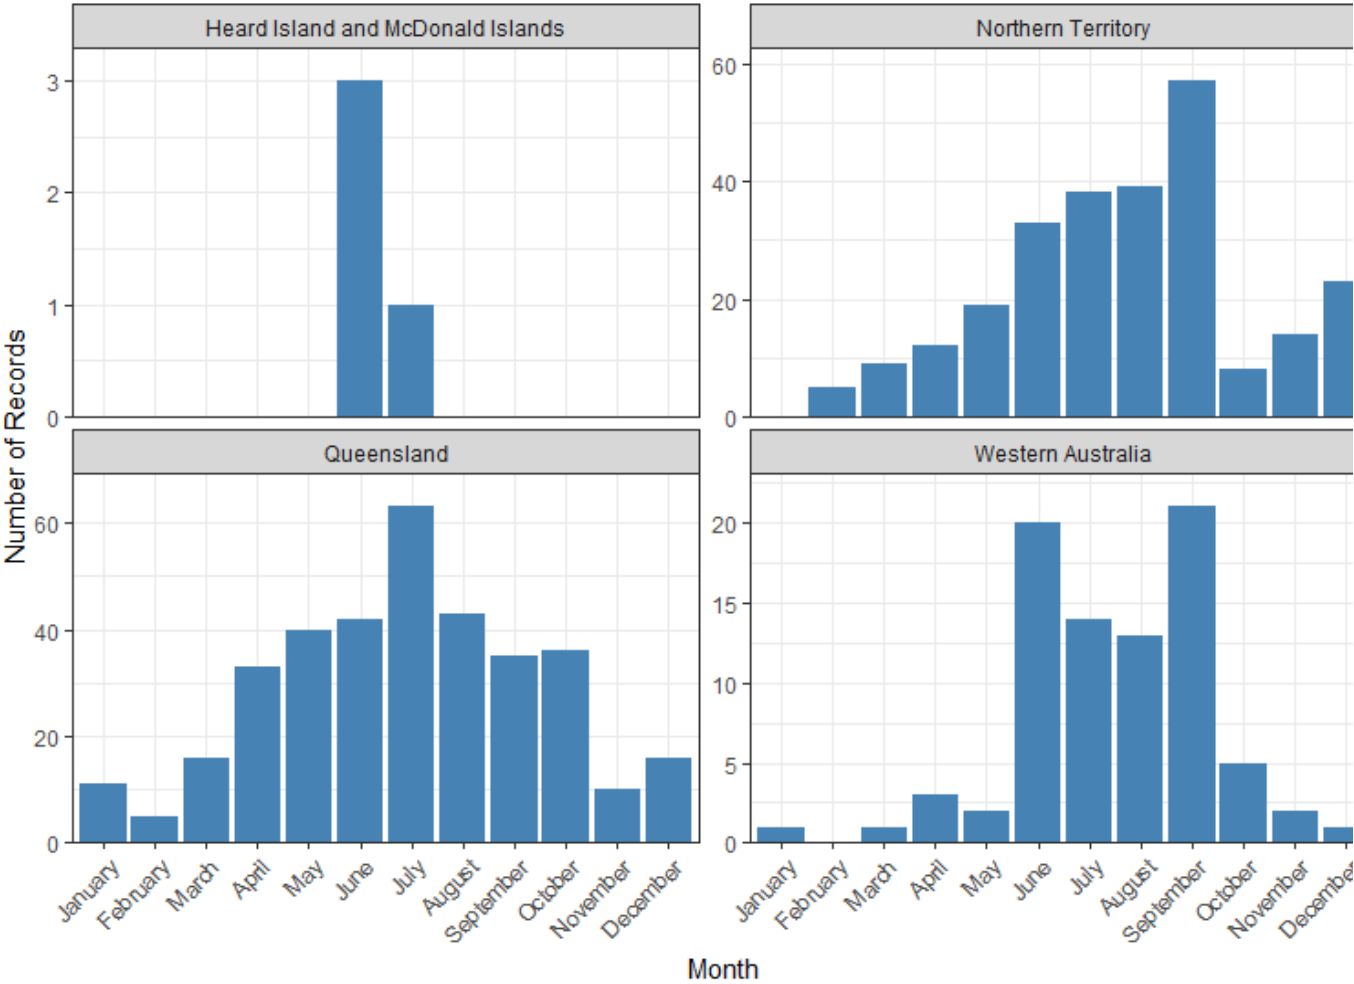 Heard Island and McDonald Islands
Northern Territory
3
2
1
0
60
40
20
0
Queensland
Western Australia
60
40
20
0
20
15
10
5
0
January
February
March
April
May
June
July
August
September
October
November
December
January
February
March
April
May
June
July
August
September
October
November
December
Number of Records
Month